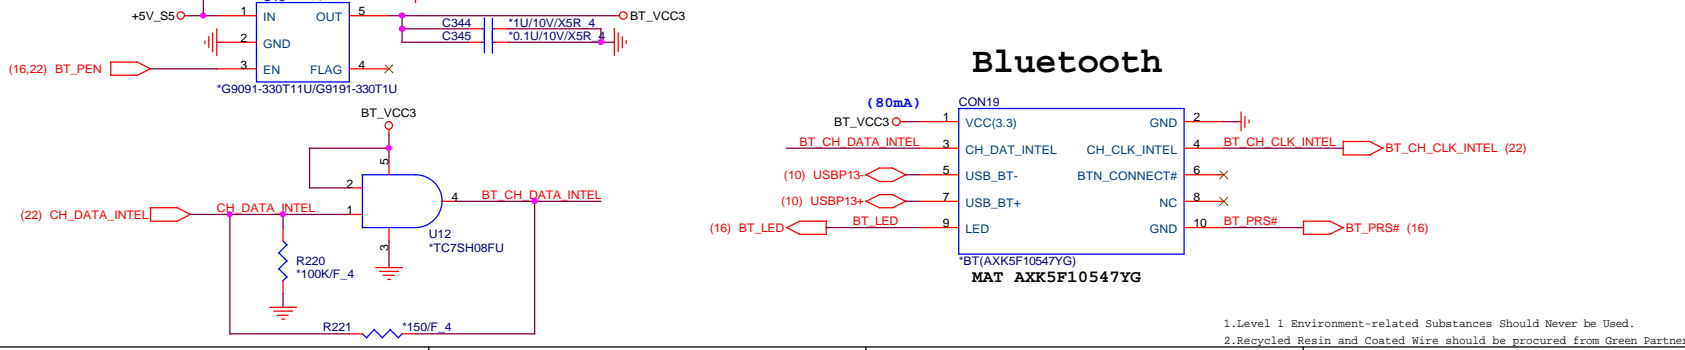 +5V_S5
1
IN
OUT
5
BT_VCC3
C344
*1U/10V/X5R_4
C345
*0.1U/10V/X5R_4
2
GND
(16,22) BT_PEN
3
EN
FLAG
4
*G9091-330T11U/G9191-330T1U
BT_VCC3
5
2
(22) CH_DATA_INTEL
CH_DATA_INTEL
1
4
BT_CH_DATA_INTEL
3
U12
*TC7SH08FU
R220
*100K/F_4
R221
*150/F_4
Bluetooth
(80mA)
CON19
BT_VCC3
1
VCC(3.3)
GND
2
BT_CH_DATA_INTEL
3
CH_DAT_INTEL
CH_CLK_INTEL
4
BT_CH_CLK_INTEL
BT_CH_CLK_INTEL (22)
(10) USBP13-
5
USB_BT-
BTN_CONNECT#
6
(10) USBP13+
7
USB_BT+
NC
8
(16) BT_LED
BT_LED
9
LED
GND
10
BT_PRS#
BT_PRS# (16)
*BT(AXK5F10547YG)
MAT AXK5F10547YG
1.Level 1 Environment-related Substances Should Never be Used.
2.Recycled Resin and Coated Wire should be procured from Green Partner